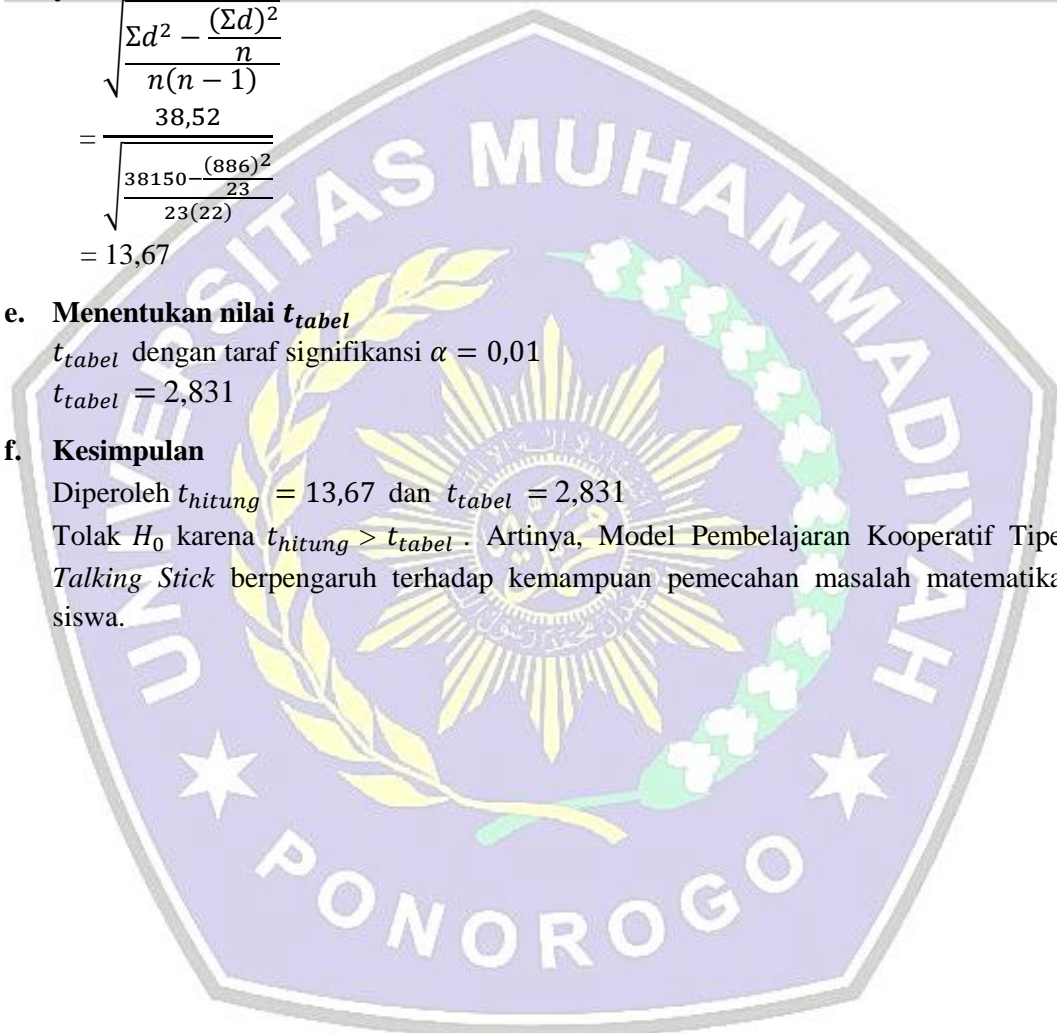 √((Σd² − (Σd)²/n) / (n(n − 1)))
= 38,52 / √((38150−(886)²/23) / (23(22)))
= 13,67
e. Menentukan nilai t_tabel
t_tabel dengan taraf signifikansi α = 0,01
t_tabel = 2,831
f. Kesimpulan
Diperoleh t_hitung = 13,67 dan t_tabel = 2,831
Tolak H₀ karena t_hitung > t_tabel . Artinya, Model Pembelajaran Kooperatif Tipe
Talking Stick berpengaruh terhadap kemampuan pemecahan masalah matematika
siswa.
UNIVERSITAS MUHAMMADIYAH
PONOROGO